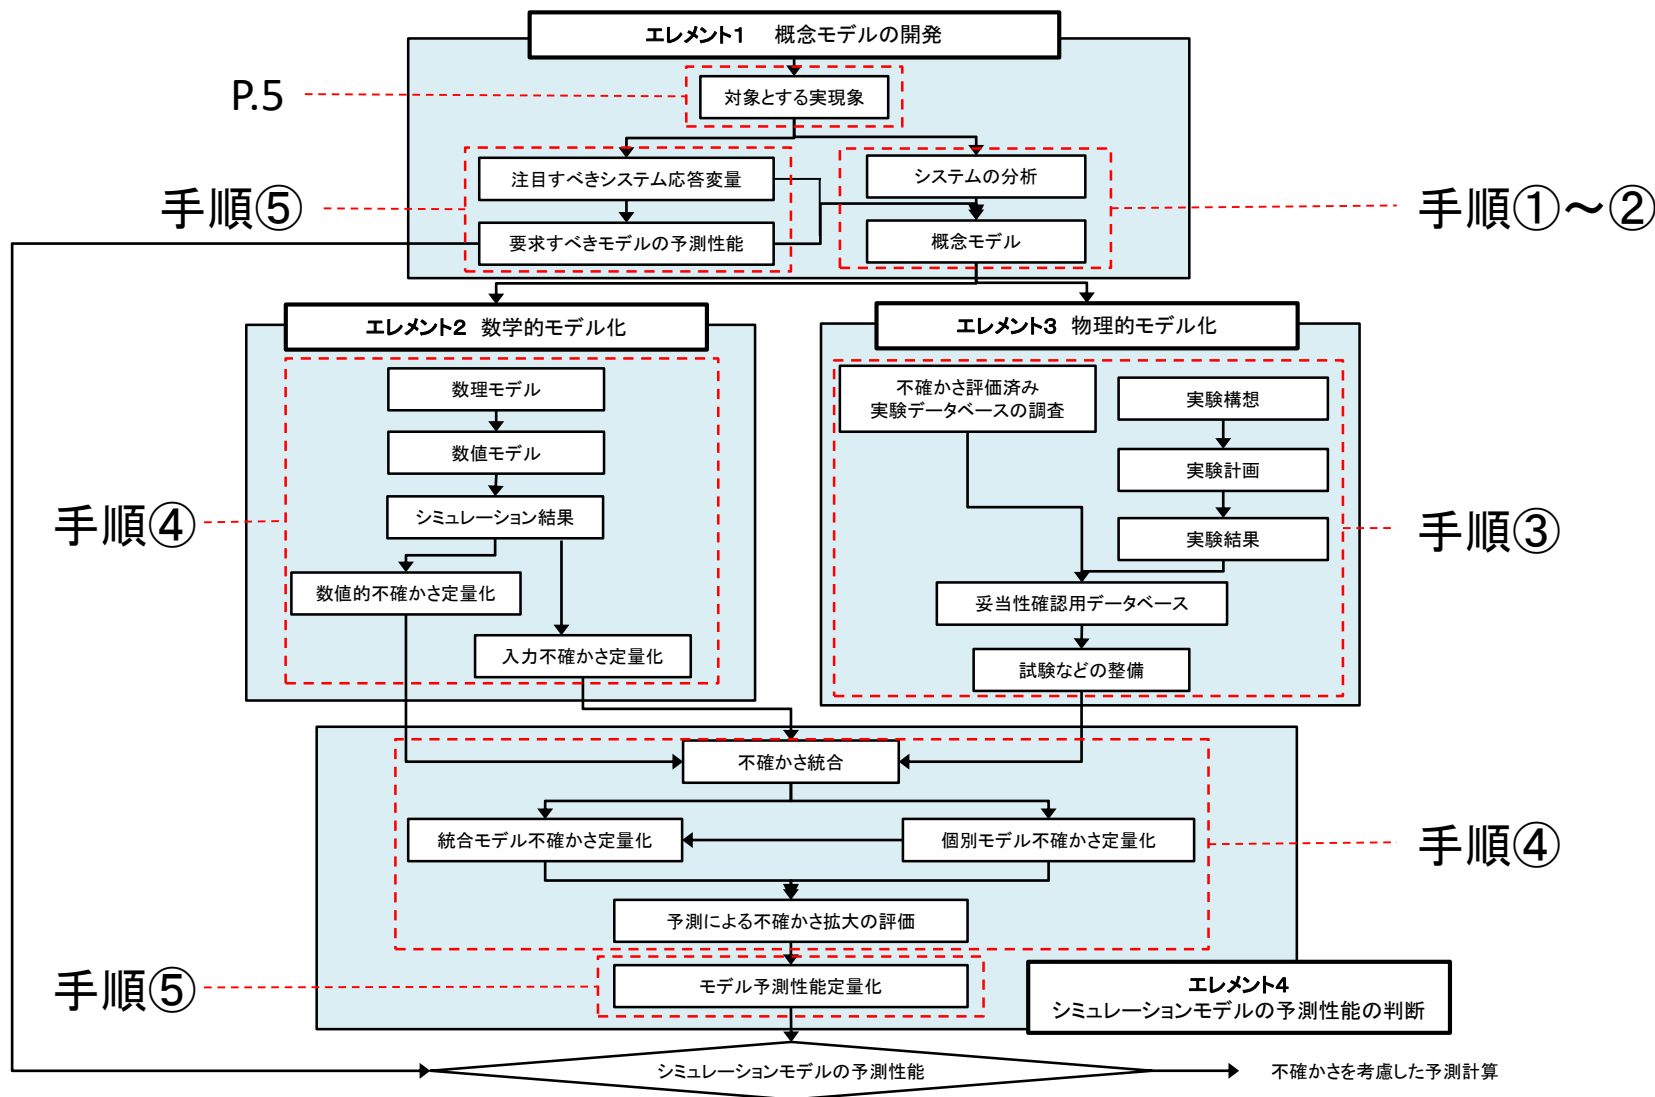 エレメント1　概念モデルの開発
P.5
対象とする実現象
手順⑤
注目すべきシステム応答変量
要求すべきモデルの予測性能
システムの分析
概念モデル
手順①～②
エレメント2 数学的モデル化
エレメント3 物理的モデル化
手順④
数理モデル
数値モデル
シミュレーション結果
数値的不確かさ定量化
入力不確かさ定量化
不確かさ評価済み
実験データベースの調査
実験構想
実験計画
実験結果
妥当性確認用データベース
試験などの整備
手順③
不確かさ統合
統合モデル不確かさ定量化
個別モデル不確かさ定量化
予測による不確かさ拡大の評価
手順④
手順⑤
モデル予測性能定量化
エレメント4
シミュレーションモデルの予測性能の判断
シミュレーションモデルの予測性能
不確かさを考慮した予測計算